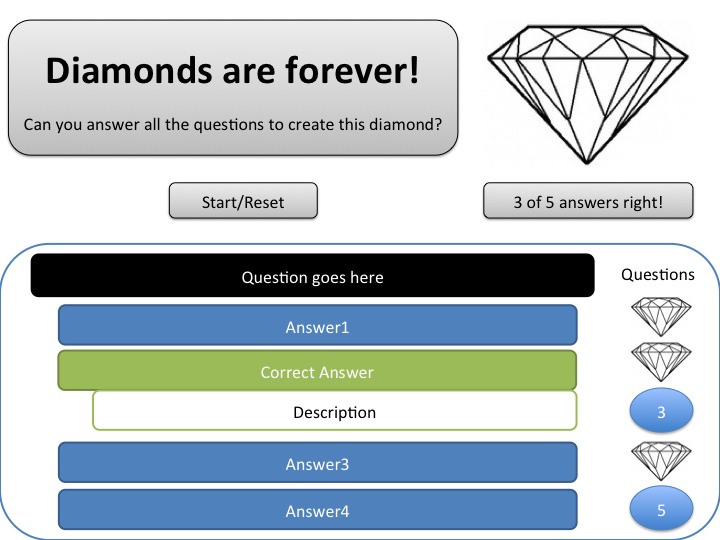 Diamonds are forever!
Can you answer all the questions to create this diamond?
Start/Reset
3 of 5 answers right!
Question goes here
Questions
Answer1
Correct Answer
Description
3
Answer3
Answer4
5